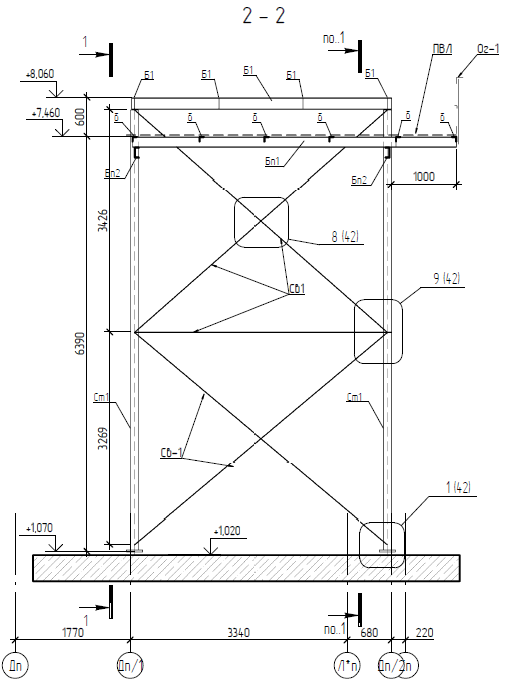 2 – 2
1
по..1
ПВЛ
Ог-1
+8,060
Б1
Б1
Б1
Б1
Б1
600
+7,460
δ
δ
δ
δ
δ
δ
Бп1
Бп2
Бп2
1000
3426
8 (42)
9 (42)
Св1
6390
Ст1
Ст1
3269
Св-1
1 (42)
+1,070
+1,020
1
по..1
1770
3340
680
220
Дп
Дп/1
Л*п
Дп/2п